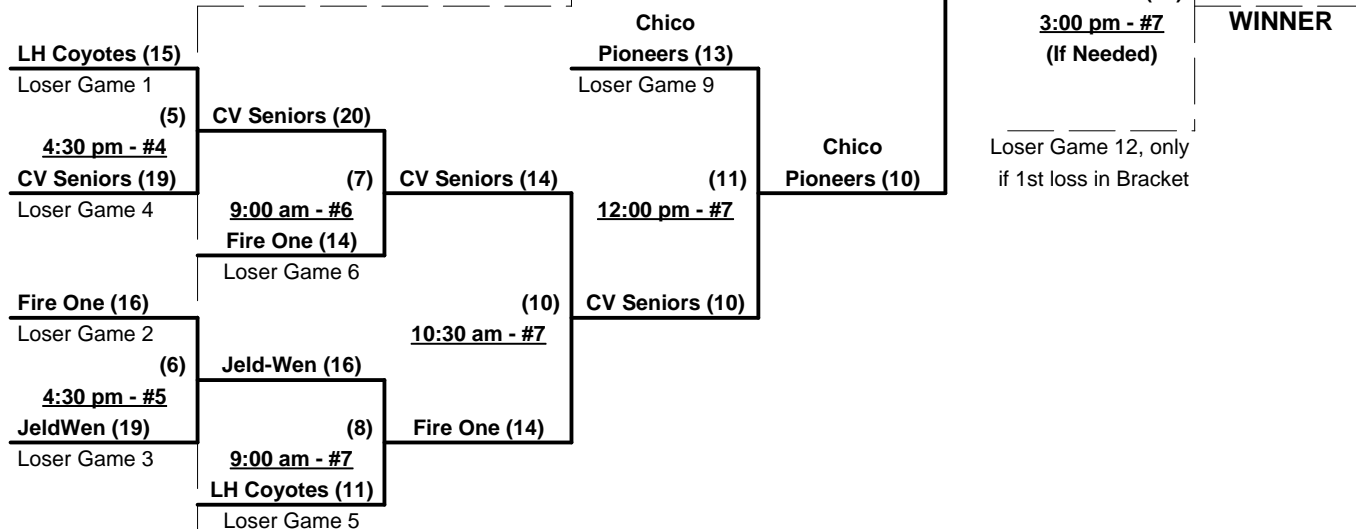 Chico
3:00 pm - #7
WINNER
LH Coyotes (15)
Pioneers (13)
(If Needed)
Loser Game 1
Loser Game 9
(5)
CV Seniors (20)
4:30 pm - #4
Chico
Loser Game 12, only
CV Seniors (19)
(7)
CV Seniors (14)
(11)
Pioneers (10)
if 1st loss in Bracket
Loser Game 4
9:00 am - #6
12:00 pm - #7
Fire One (14)
Loser Game 6
Fire One (16)
(10)
CV Seniors (10)
Loser Game 2
10:30 am - #7
(6)
Jeld-Wen (16)
4:30 pm - #5
JeldWen (19)
(8)
Fire One (14)
Loser Game 3
9:00 am - #7
LH Coyotes (11)
Loser Game 5